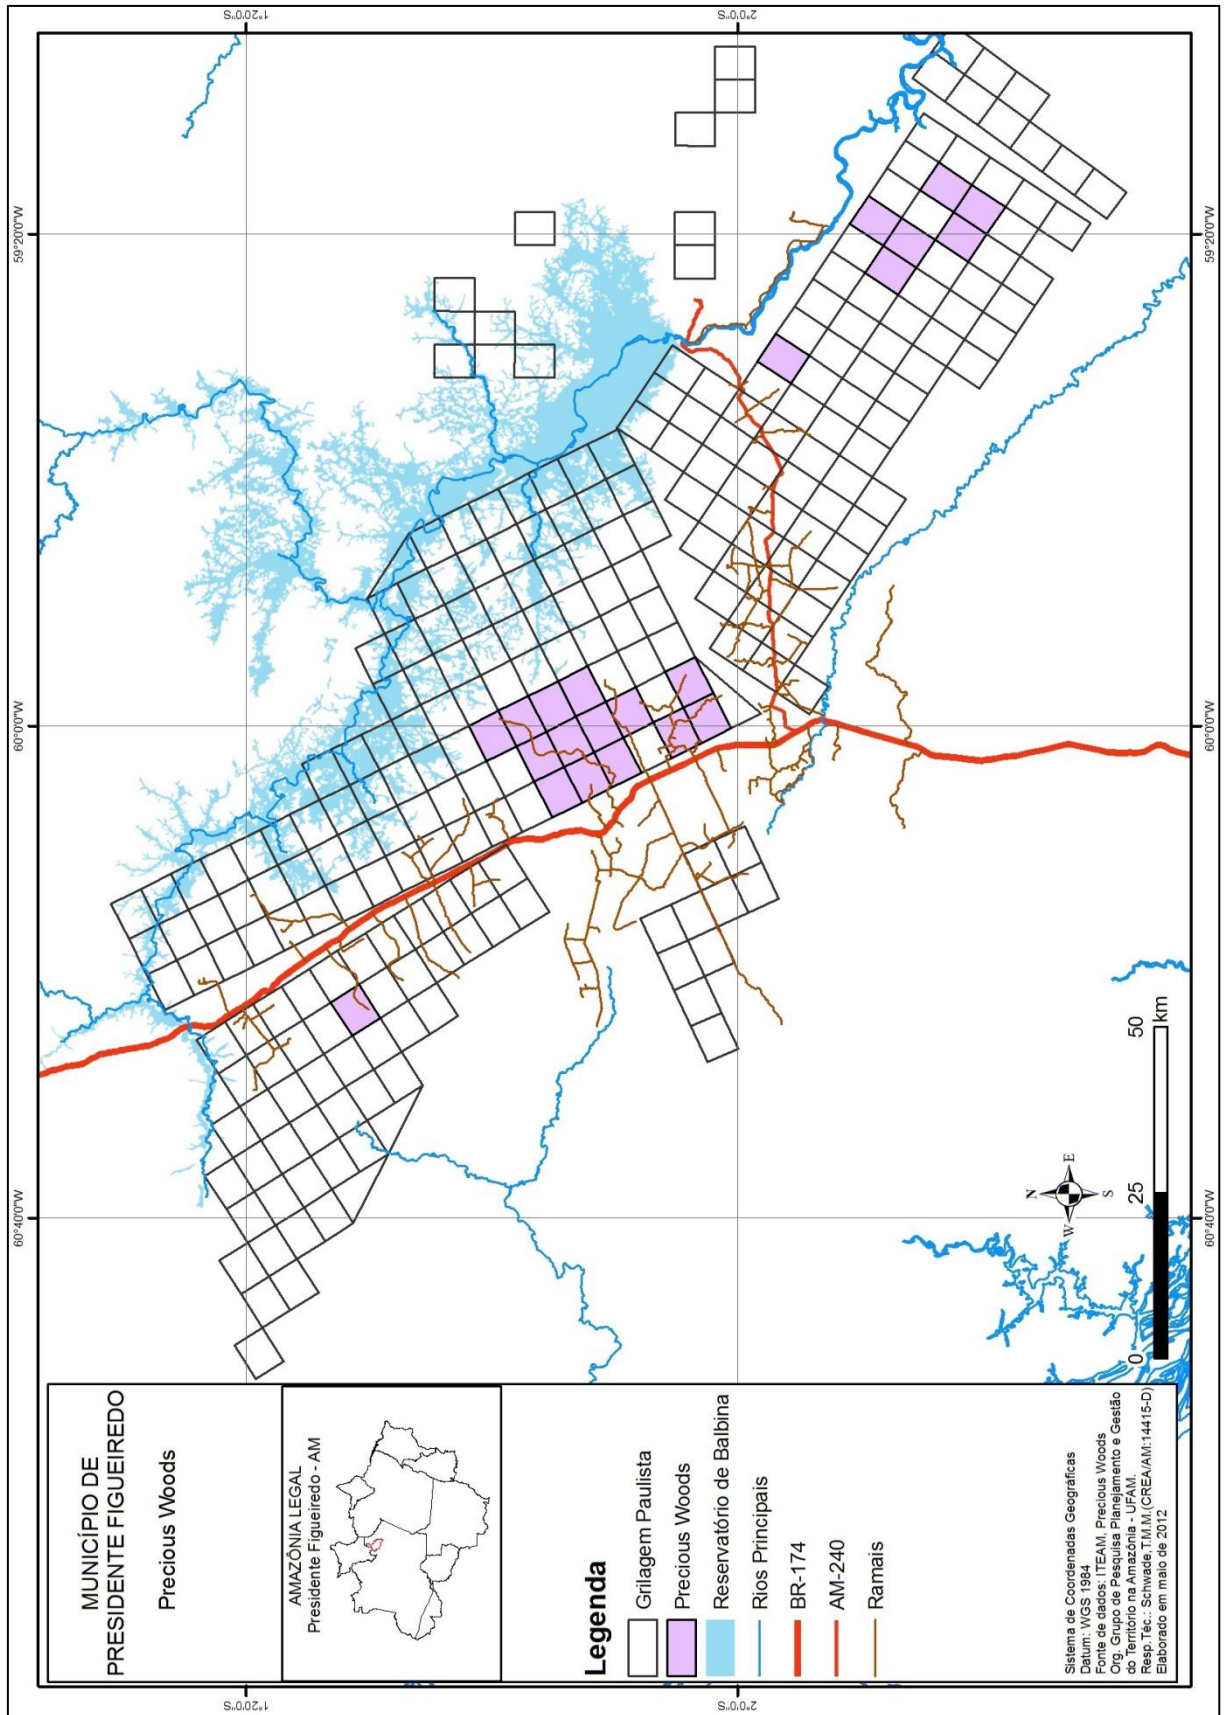 MUNICÍPIO DE
PRESIDENTE FIGUEIREDO
Precious Woods
AMAZÔNIA LEGAL
Presidente Figueiredo - AM
Legenda
Grilagem Paulista
Precious Woods
Reservatório de Balbina
Rios Principais
BR-174
AM-240
Ramais
Sistema de Coordenadas Geográficas
Datum: WGS 1984
Fonte de dados: ITEAM, Precious Woods
Org. Grupo de Pesquisa Planejamento e Gestão
do Território na Amazônia - UFAM.
Resp.Téc.: Schwade,T.M.M.(CREA/AM:14415-D)
Elaborado em maio de 2012
60°40'0"W
60°0'0"W
59°20'0"W
1°20'0"S
1°20'0"S
2°0'0"S
2°0'0"S
N
W
E
S
0
25
50
km
60°40'0"W
60°0'0"W
59°20'0"W